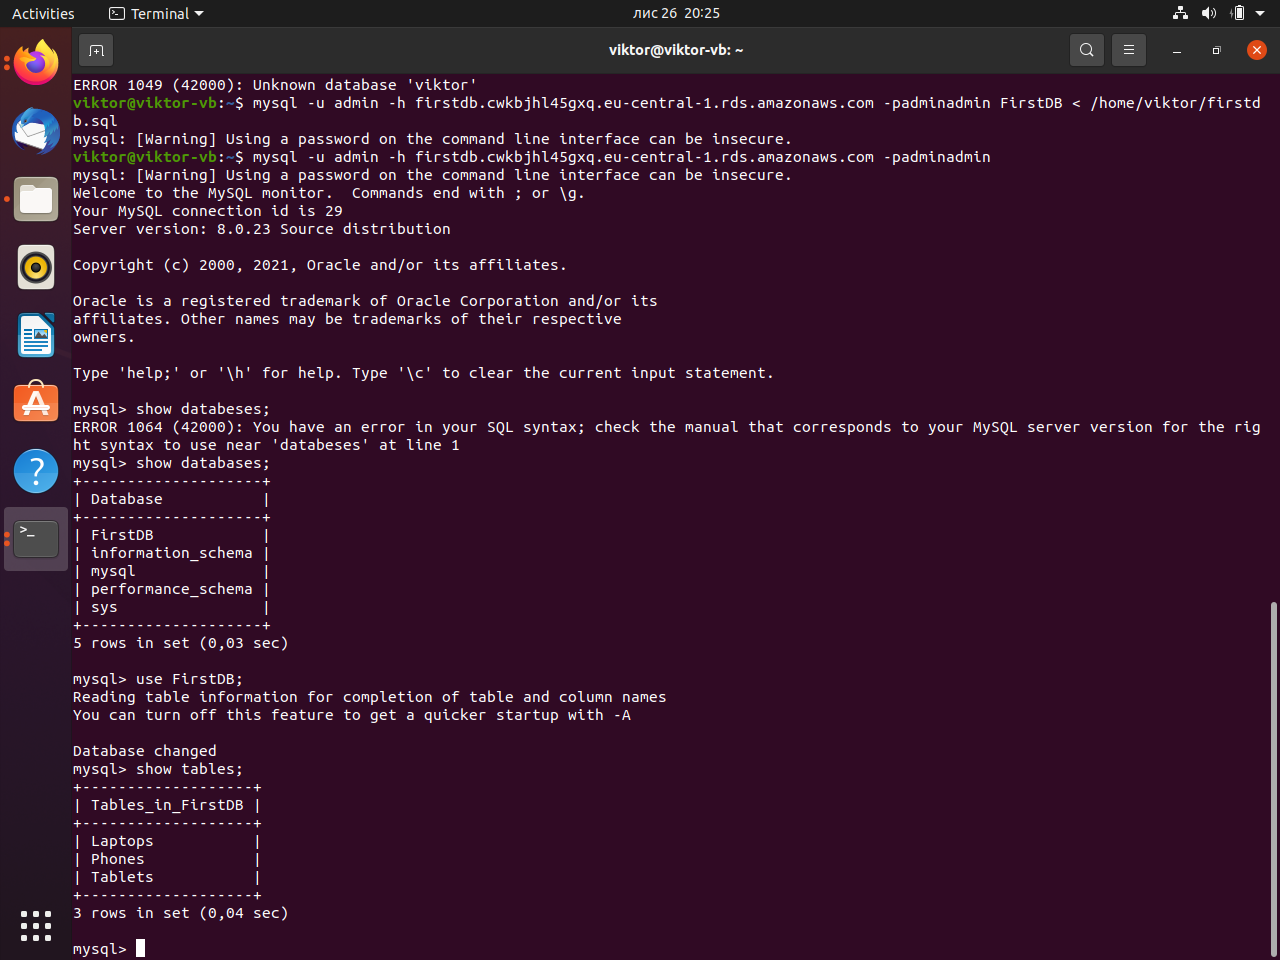 Activities
Terminal
лис 26 20:25
viktor@viktor-vb: ~
ERROR 1049 (42000): Unknown database 'viktor'
viktor@viktor-vb:~$ mysql -u admin -h firstdb.cwkbjhl45gxq.eu-central-1.rds.amazonaws.com -padminadmin FirstDB < /home/viktor/firstd
b.sql
mysql: [Warning] Using a password on the command line interface can be insecure.
viktor@viktor-vb:~$ mysql -u admin -h firstdb.cwkbjhl45gxq.eu-central-1.rds.amazonaws.com -padminadmin
mysql: [Warning] Using a password on the command line interface can be insecure.
Welcome to the MySQL monitor.  Commands end with ; or \g.
Your MySQL connection id is 29
Server version: 8.0.23 Source distribution
Copyright (c) 2000, 2021, Oracle and/or its affiliates.
Oracle is a registered trademark of Oracle Corporation and/or its
affiliates. Other names may be trademarks of their respective
owners.
Type 'help;' or '\h' for help. Type '\c' to clear the current input statement.
mysql> show databeses;
ERROR 1064 (42000): You have an error in your SQL syntax; check the manual that corresponds to your MySQL server version for the rig
ht syntax to use near 'databeses' at line 1
mysql> show databases;
+--------------------+
| Database           |
+--------------------+
| FirstDB            |
| information_schema |
| mysql              |
| performance_schema |
| sys                |
+--------------------+
5 rows in set (0,03 sec)
mysql> use FirstDB;
Reading table information for completion of table and column names
You can turn off this feature to get a quicker startup with -A
Database changed
mysql> show tables;
+-------------------+
| Tables_in_FirstDB |
+-------------------+
| Laptops           |
| Phones            |
| Tablets           |
+-------------------+
3 rows in set (0,04 sec)
mysql>